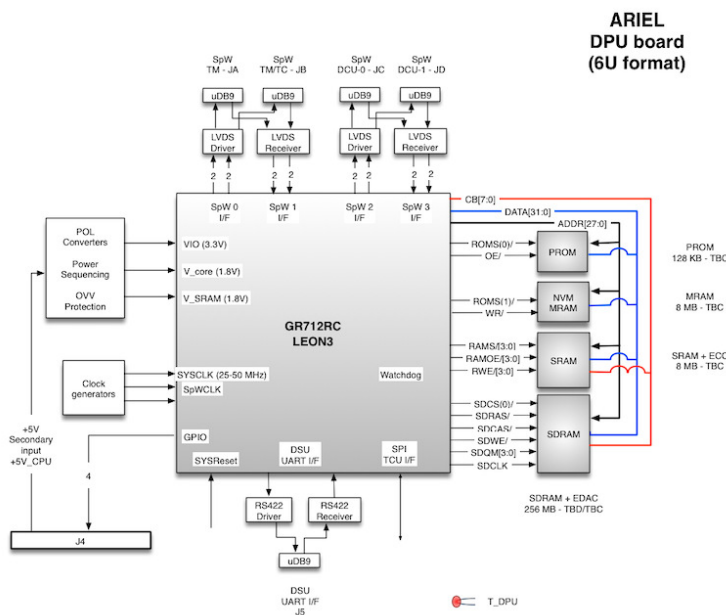 ARIEL
DPU board
(6U format)
SpW
TM - JA
SpW
TM/TC - JB
SpW
DCU-0 - JC
SpW
DCU-1 - JD
uDB9
uDB9
uDB9
uDB9
LVDS
Driver
LVDS
Receiver
LVDS
Driver
LVDS
Receiver
2
2
2
2
2
2
2
2
SpW 0
I/F
SpW 1
I/F
SpW 2
I/F
SpW 3
I/F
CB[7:0]
DATA[31:0]
ADDR[27:0]
POL
Converters
Power
Sequencing
OVV
Protection
VIO (3.3V)
V_core (1.8V)
V_SRAM (1.8V)
ROMS(0)/
OE/
PROM
PROM
128 KB - TBC
ROMS(1)/
WR/
NVM
MRAM
MRAM
8 MB - TBC
GR712RC
LEON3
RAMS/[3:0]
RAMOE/[3:0]
RWE/[3:0]
SRAM
SRAM + ECC
8 MB - TBC
Clock
generators
SYSCLK (25-50 MHz)
SpWCLK
Watchdog
SDCS(0)/
SDRAS/
SDCAS/
SDWE/
SDQM[3:0]
SDCLK
SDRAM
SDRAM + EDAC
256 MB - TBD/TBC
+5V
Secondary
input
+5V_CPU
GPIO
4
SYSReset
DSU
UART I/F
SPI
TCU I/F
RS422
Driver
RS422
Receiver
J4
uDB9
DSU
UART I/F
J5
T_DPU